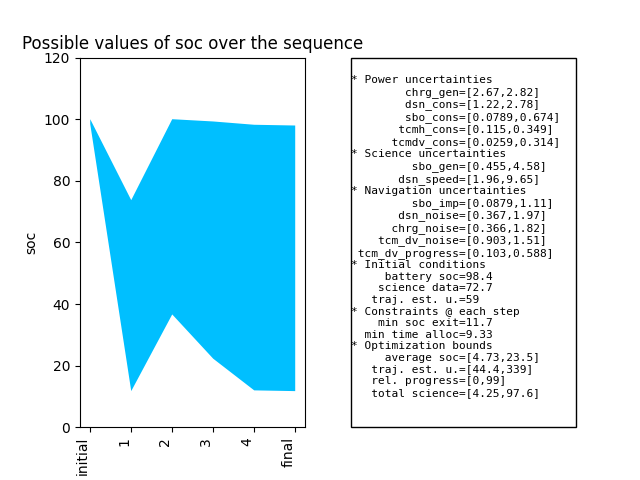 Possible values of soc over the sequence
120
100
80
60
40
20
0
soc
initial
1
2
3
4
final
* Power uncertainties
chrg_gen=[2.67,2.82]
dsn_cons=[1.22,2.78]
sbo_cons=[0.0789,0.674]
tcmh_cons=[0.115,0.349]
tcmdv_cons=[0.0259,0.314]
* Science uncertainties
sbo_gen=[0.455,4.58]
dsn_speed=[1.96,9.65]
* Navigation uncertainties
sbo_imp=[0.0879,1.11]
dsn_noise=[0.367,1.97]
chrg_noise=[0.366,1.82]
tcm_dv_noise=[0.903,1.51]
tcm_dv_progress=[0.103,0.588]
* Initial conditions
battery soc=98.4
science data=72.7
traj. est. u.=59
* Constraints @ each step
min soc exit=11.7
min time alloc=9.33
* Optimization bounds
average soc=[4.73,23.5]
traj. est. u.=[44.4,339]
rel. progress=[0,99]
total science=[4.25,97.6]